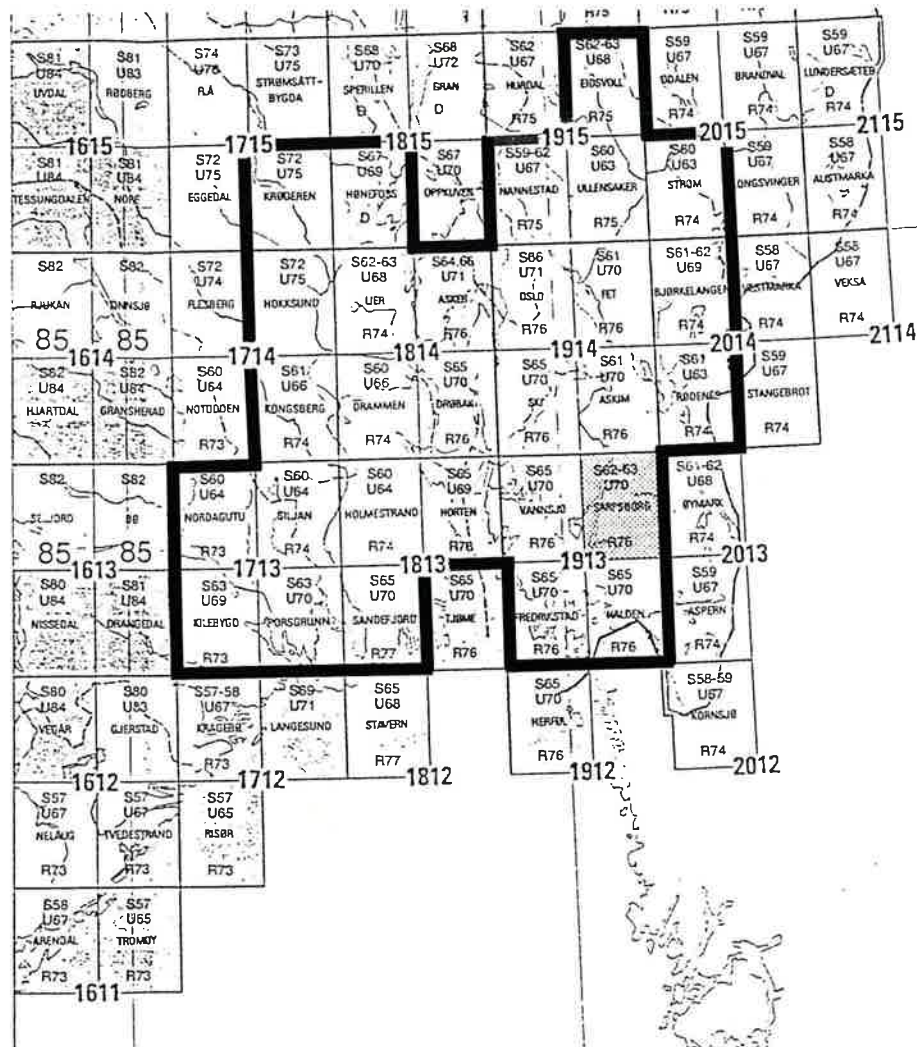 R75
R74
R74
S81
U84
UVDAL
S81
U83
RØDBERG
S74
U78
FLÅ
S73
U75
STRØMSÅTT-
BYGDA
S68
U70
SPERILLEN
D
S68
U72
GRAN
D
S62
U67
HURDAL
R75
S62-63
U68
EIDSVOLL
R75
S59
U67
ODALEN
R74
S59
U67
BRANDVAL
R74
S59
U67
LUNDERSÆTER
D
R74
1615
1715
1815
1915
2015
2115
S81
U84
TESSUNGDALEN
S81
U84
NORE
S72
U75
EGGEDAL
S72
U75
KRØDEREN
S67
U69
HØNEFOSS
D
S67
U70
OPPKUVEN
S59-62
U67
NANNESTAD
R75
S60
U63
ULLENSAKER
R75
S60
U63
STRØM
R74
S59
U67
KONGSVINGER
R74
S58
U67
AUSTMARKA
R74
S82
RJUKAN
85
S82
TINNSJØ
85
S72
U74
FLESBERG
S72
U75
HOKKSUND
S62-63
U68
LIER
R74
S64,66
U71
ASKER
R76
S66
U71
OSLO
R76
S61
U70
FET
R76
S61-62
U69
BJØRKELANGEN
R74
S58
U67
VESTMARKA
R74
S58
U67
VEKSA
R74
1614
1714
1814
1914
2014
2114
S82
U84
HJARTDAL
S82
U84
GRANSHERAD
S60
U64
NOTODDEN
R73
S61
U66
KONGSBERG
R74
S60
U66
DRAMMEN
R74
S65
U70
DRØBAK
R76
S65
U70
SKI
R76
S61
U70
ASKIM
R76
S61
U63
RØDENES
R74
S59
U67
STANGEBROT
R74
S82
SELJORD
85
S82
BØ
85
S60
U64
NORDAGUTU
R73
S60
U64
SILJAN
R74
S60
U64
HOLMESTRAND
R74
S65
U69
HORTEN
R76
S65
U70
VANNSJØ
R76
S62-63
U70
SARPSBORG
R76
S61-62
U68
ØYMARK
R74
1613
1713
1813
1913
2013
S80
U84
NISSEDAL
S81
U84
DRANGEDAL
S63
U69
KILEBYGD
R73
S63
U70
PORSGRUNN
S65
U70
SANDEFJORD
R77
S65
U70
TJØME
R76
S65
U70
FREDRIKSTAD
R76
S65
U70
HALDEN
R76
S59
U67
ASPERN
R74
S80
U84
VEGÅR
S80
U83
GJERSTAD
S57-58
U67
KRAGERØ
R73
S69
U71
LANGESUND
S65
U68
STAVERN
R77
S65
U70
HERFØL
R76
S58-59
U67
KORNSJØ
R74
1612
1712
1812
1912
2012
S57
U67
NELAUG
R73
S57
U67
TVEDESTRAND
R73
S57
U65
RISØR
R73
S58
U67
ARENDAL
R73
S57
U65
TROMØY
R73
1611